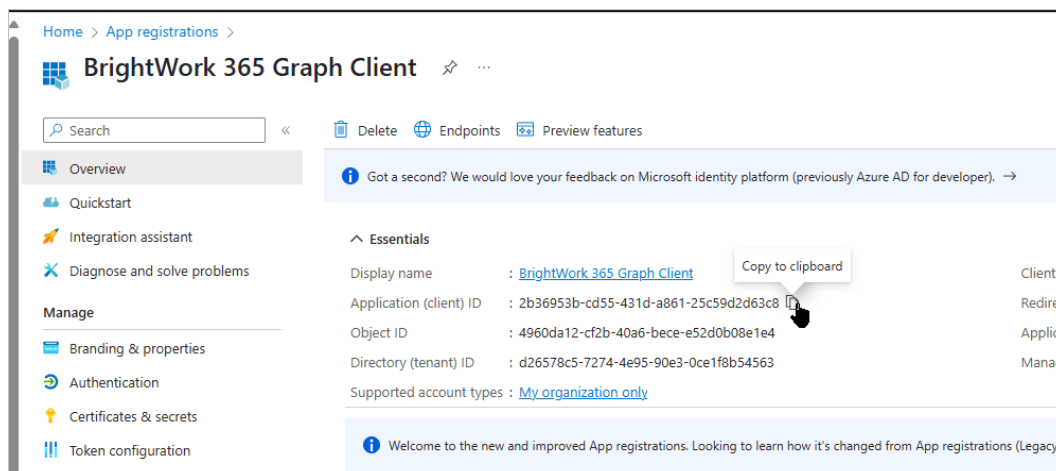 Home > App registrations >
BrightWork 365 Graph Client
Search
Delete Endpoints Preview features
Overview
Got a second? We would love your feedback on Microsoft identity platform (previously Azure AD for developer). →
Quickstart
Integration assistant
Diagnose and solve problems
Manage
Branding & properties
Authentication
Certificates & secrets
Token configuration
Essentials
Copy to clipboard
Display name : BrightWork 365 Graph Client
Application (client) ID : 2b36953b-cd55-431d-a861-25c59d2d63c8
Object ID : 4960da12-cf2b-40a6-bece-e52d0b08e1e4
Directory (tenant) ID : d26578c5-7274-4e95-90e3-0ce1f8b54563
Supported account types : My organization only
Client
Redire
Applic
Mana
Welcome to the new and improved App registrations. Looking to learn how it's changed from App registrations (Legacy